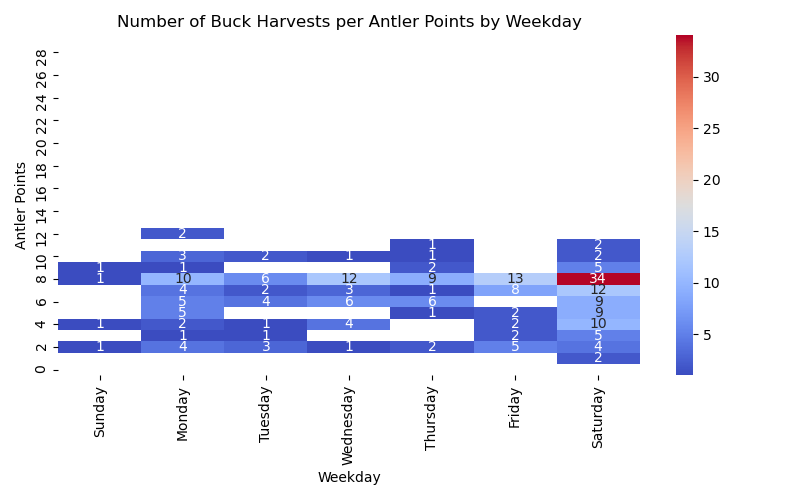 Number of Buck Harvests per Antler Points by Weekday
Antler Points
28
26
24
22
20
18
16
14
12
10
8
6
4
2
0
2
1 2
3 2 1 1 2
1 1 2 5
1 10 6 12 9 13 34
4 2 3 1 8 12
5 4 6 6 9
5 1 2 9
1 2 1 4 2 10
1 1 2 5
1 4 3 1 2 5 4
2
Sunday
Monday
Tuesday
Wednesday
Thursday
Friday
Saturday
Weekday
30
25
20
15
10
5